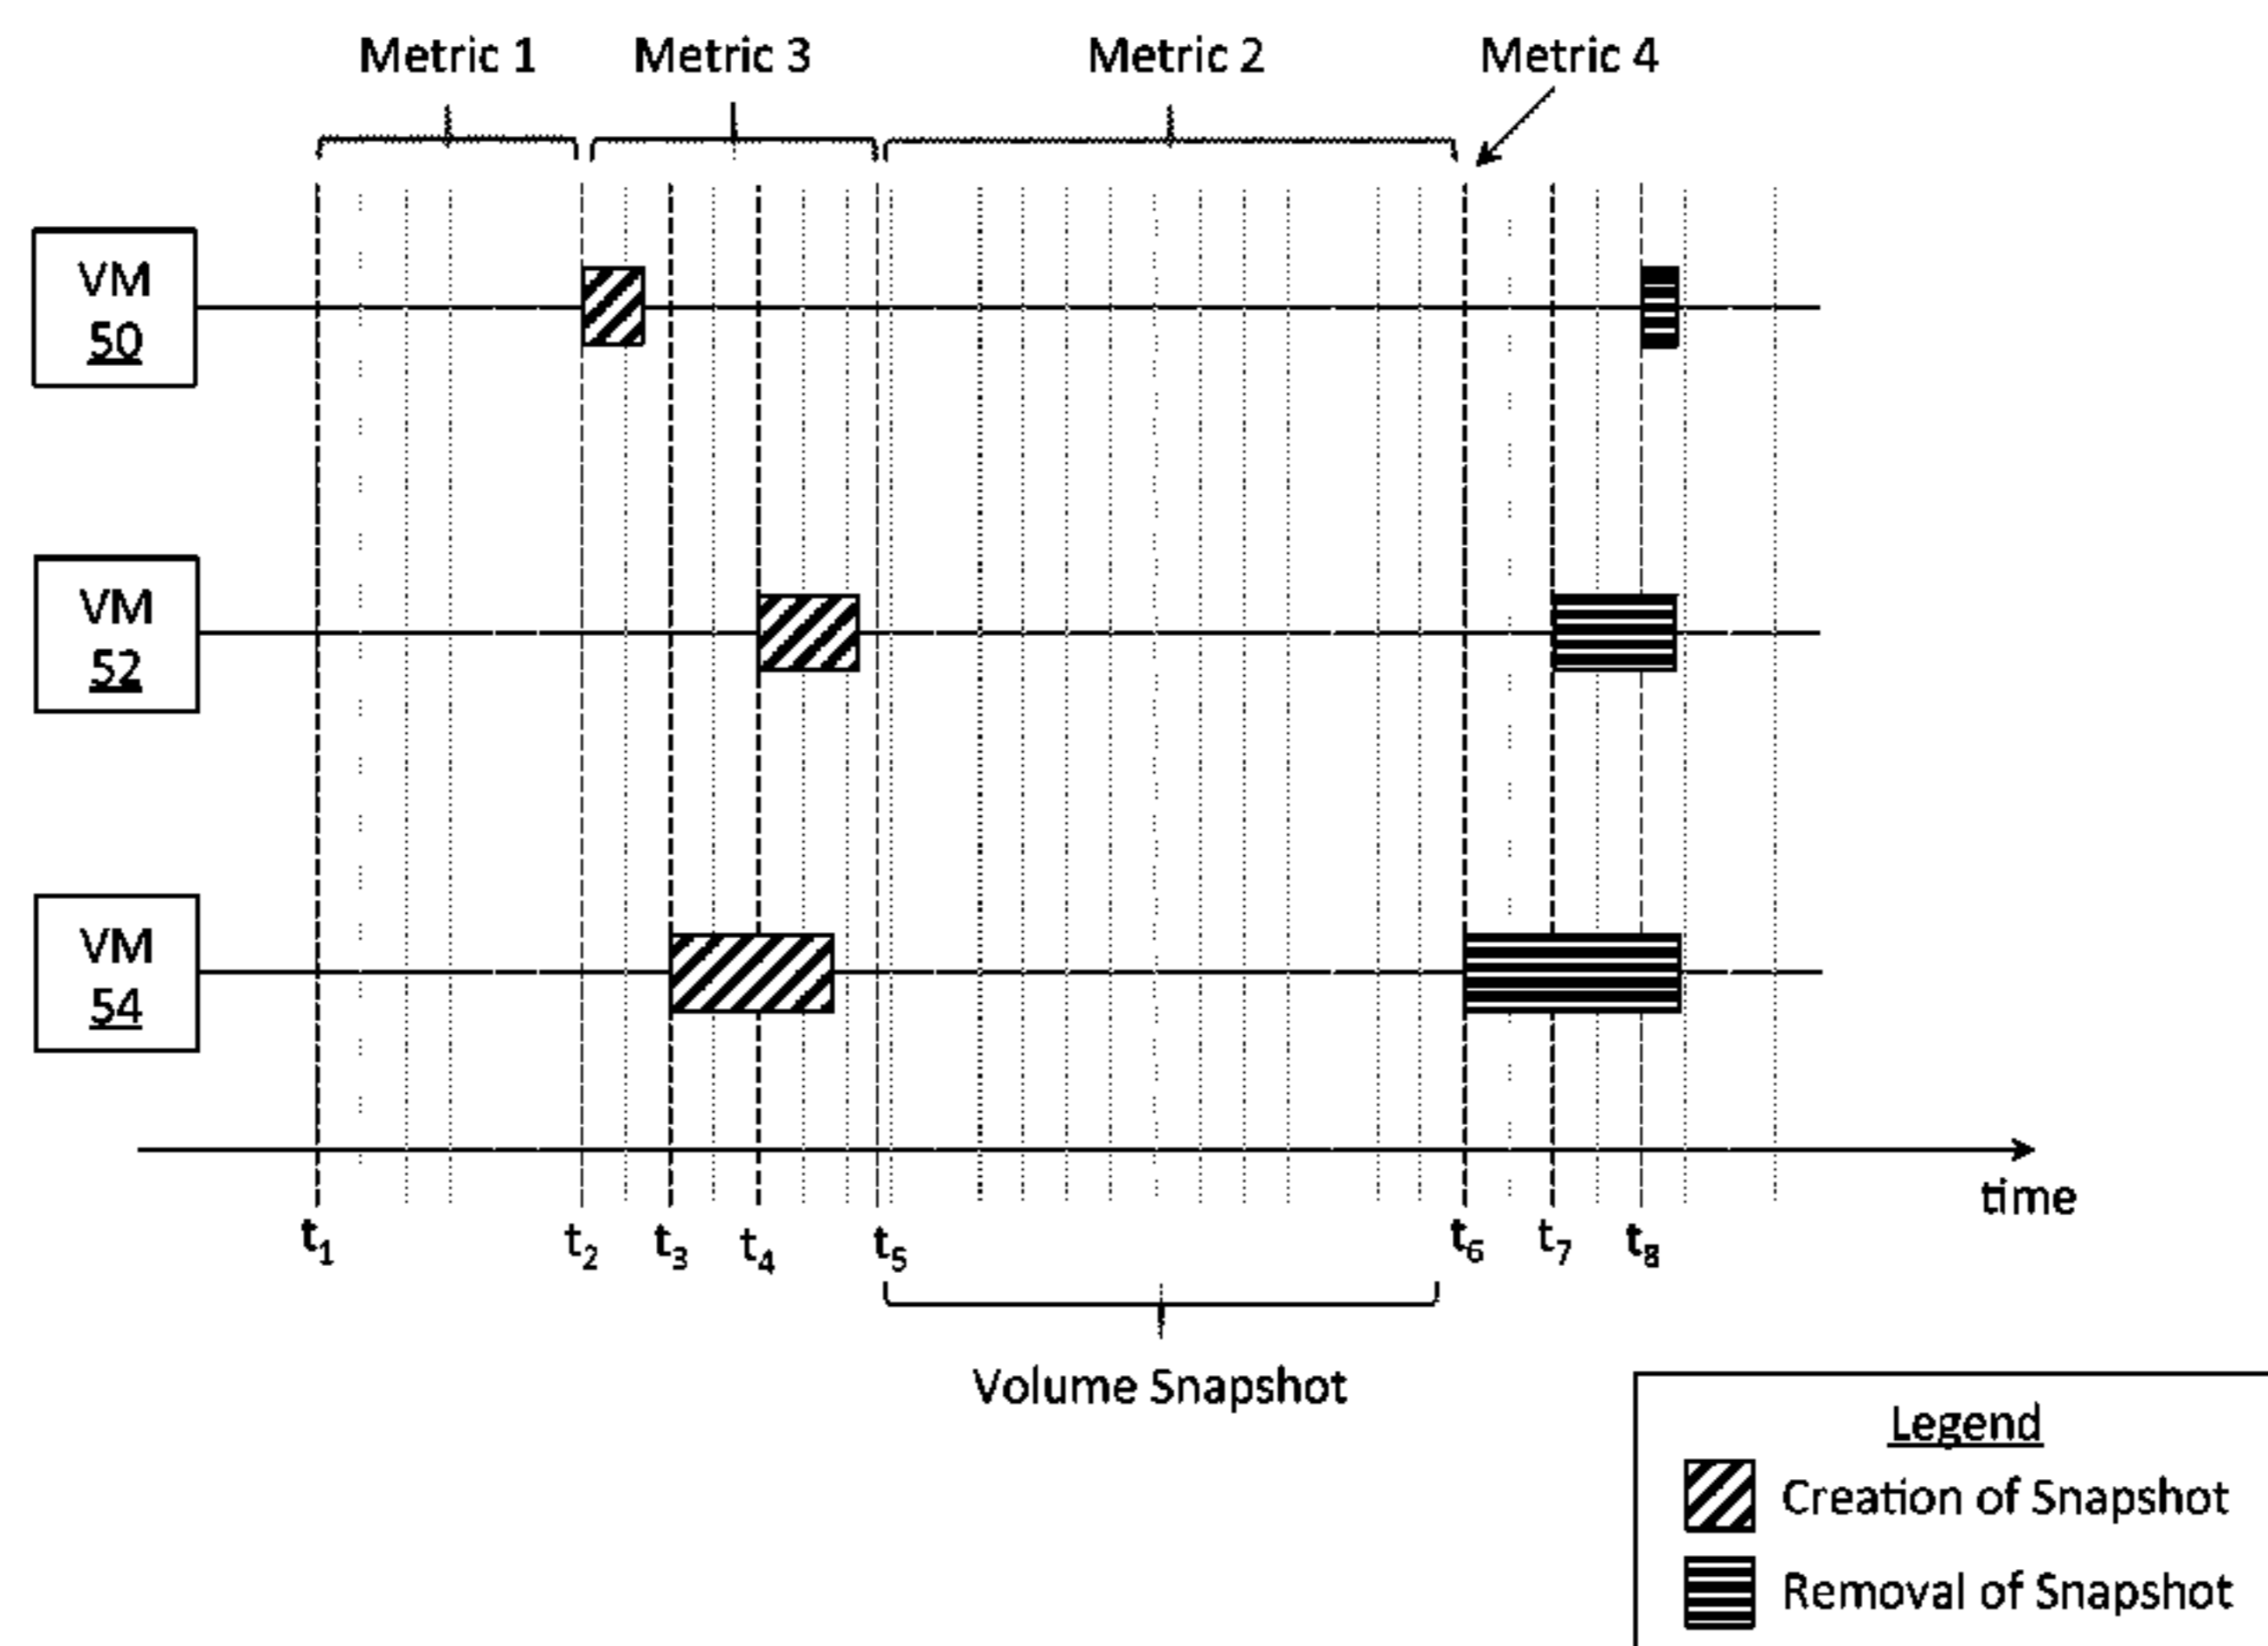 Metric 1
Metric 3
Metric 2
Metric 4
VM
50
VM
52
VM
54
time
t1
t2
t3
t4
t5
t6
t7
t8
Volume Snapshot
Legend
Creation of Snapshot
Removal of Snapshot